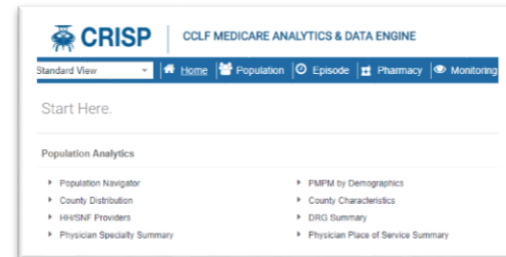 CRISP CCLF MEDICARE ANALYTICS & DATA ENGINE
Standard View Home Population Episode Pharmacy Monitoring
Start Here.
Population Analytics
Population Navigator PMPM by Demographics
County Distribution County Characteristics
HH/SNF Providers DRG Summary
Physician Specialty Summary Physician Place of Service Summary